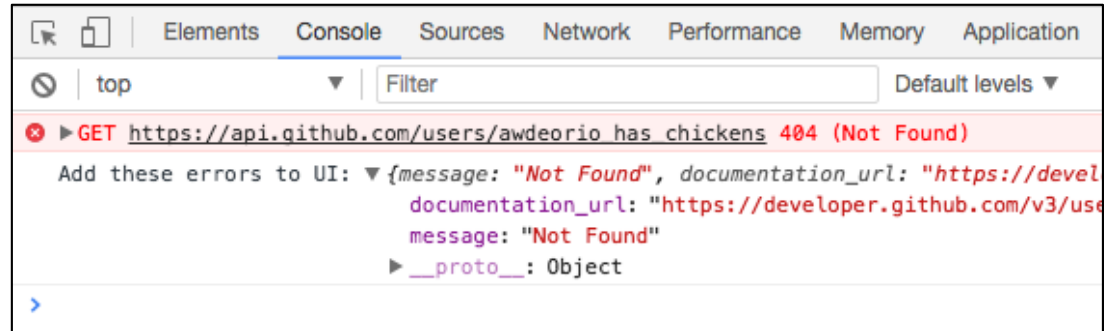 Elements Console Sources Network Performance Memory Application
top Filter Default levels
GET https://api.github.com/users/awdeorio_has_chickens 404 (Not Found)
Add these errors to UI: {message: "Not Found", documentation_url: "https://devel
documentation_url: "https://developer.github.com/v3/use
message: "Not Found"
__proto__: Object